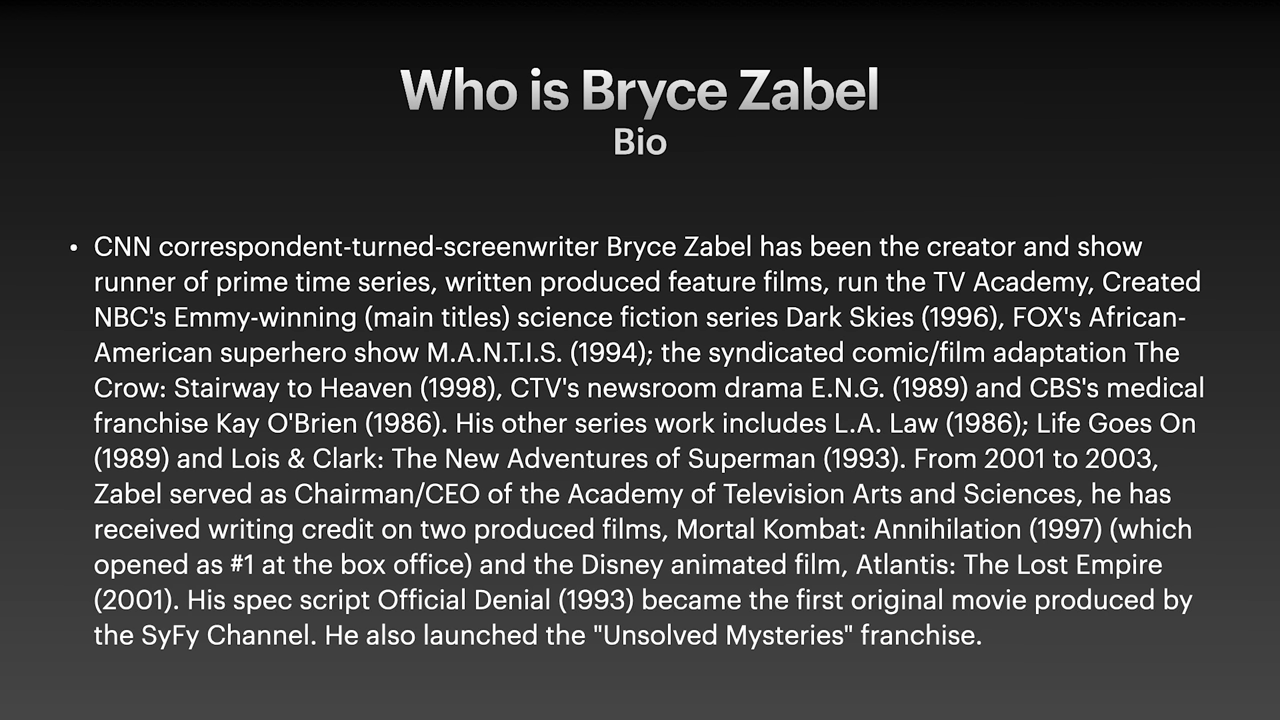 Who is Bryce Zabel
Bio
• CNN correspondent-turned-screenwriter Bryce Zabel has been the creator and show
runner of prime time series, written produced feature films, run the TV Academy, Created
NBC's Emmy-winning (main titles) science fiction series Dark Skies (1996), FOX's African-
American superhero show M.A.N.T.I.S. (1994); the syndicated comic/film adaptation The
Crow: Stairway to Heaven (1998), CTV's newsroom drama E.N.G. (1989) and CBS's medical
franchise Kay O'Brien (1986). His other series work includes L.A. Law (1986); Life Goes On
(1989) and Lois & Clark: The New Adventures of Superman (1993). From 2001 to 2003,
Zabel served as Chairman/CEO of the Academy of Television Arts and Sciences, he has
received writing credit on two produced films, Mortal Kombat: Annihilation (1997) (which
opened as #1 at the box office) and the Disney animated film, Atlantis: The Lost Empire
(2001). His spec script Official Denial (1993) became the first original movie produced by
the SyFy Channel. He also launched the "Unsolved Mysteries" franchise.